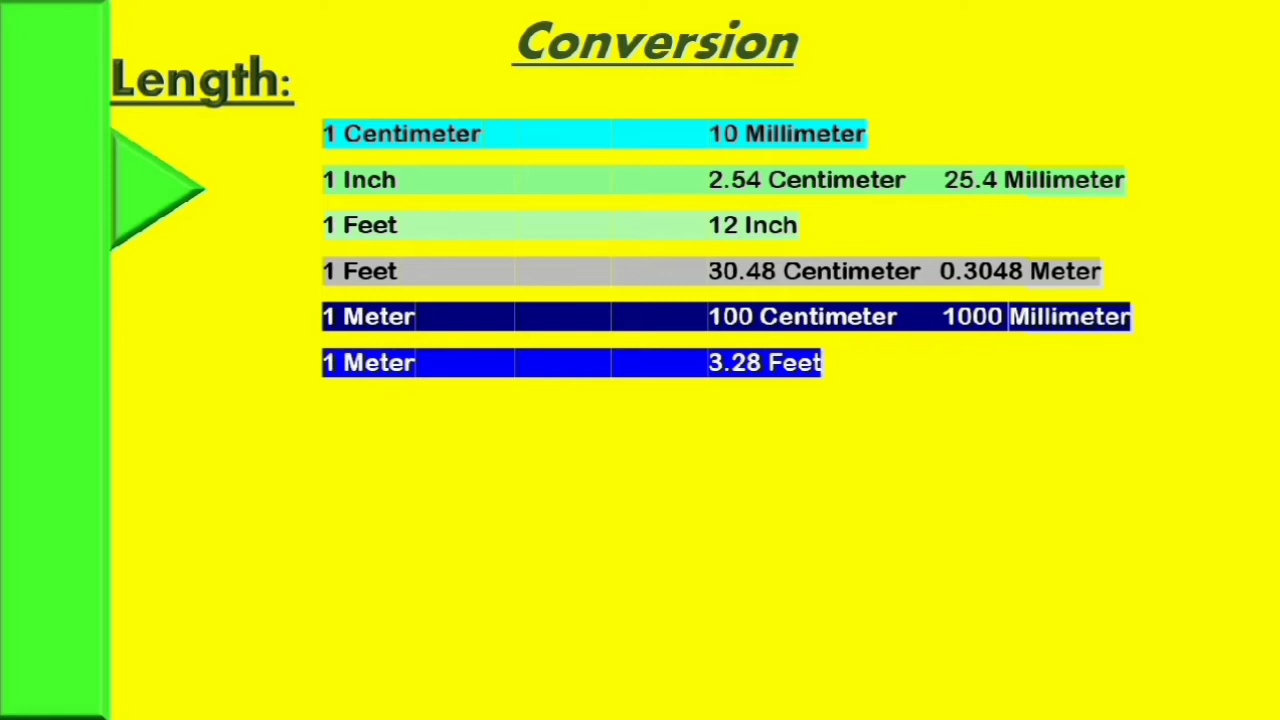 Conversion
Length:
1 Centimeter 10 Millimeter
1 Inch 2.54 Centimeter 25.4 Millimeter
1 Feet 12 Inch
1 Feet 30.48 Centimeter 0.3048 Meter
1 Meter 100 Centimeter 1000 Millimeter
1 Meter 3.28 Feet